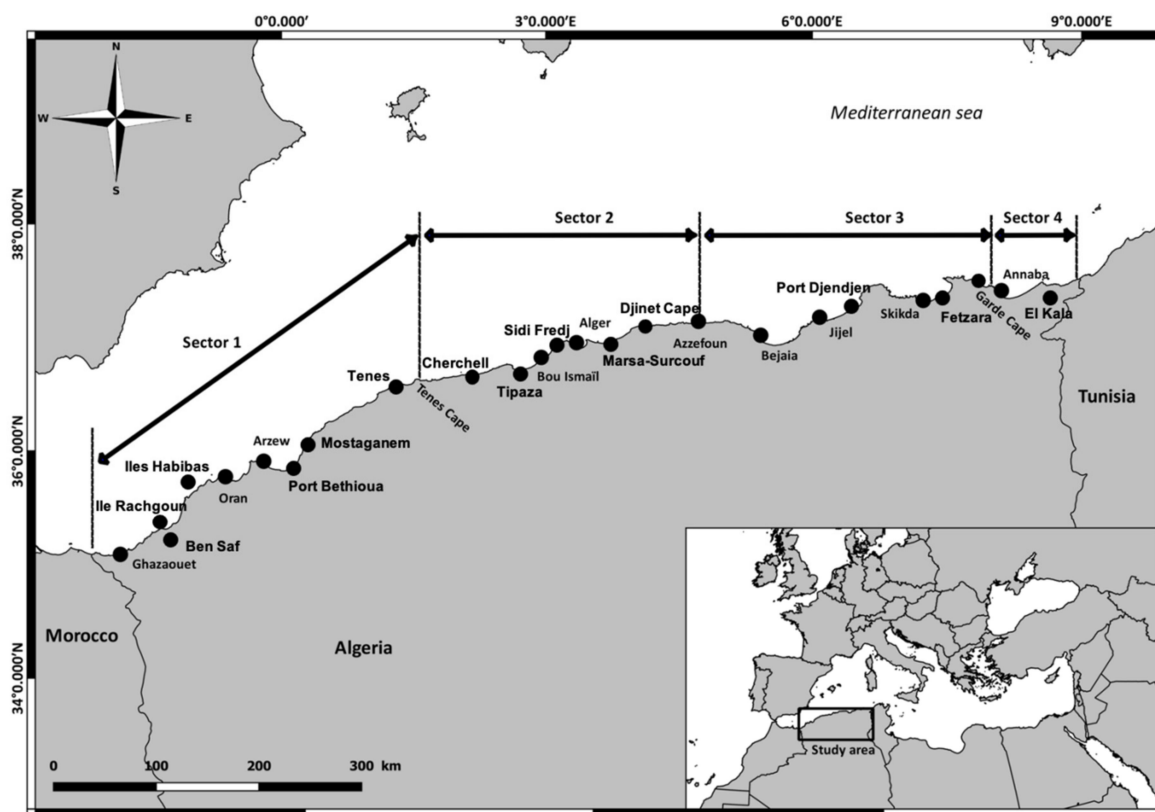 0°0.000'E 3°0.000'E 6°0.000'E 9°0.000'E
N
W E
S
Mediterranean sea
38°0.000'N
36°0.000'N
34°0.000'N
Sector 1
Sector 2
Sector 3
Sector 4
Ghazaouet
Ben Saf
Ile Rachgoun
Iles Habibas
Oran
Arzew
Port Bethioua
Mostaganem
Tenes
Tenes Cape
Cherchell
Tipaza
Bou Ismaïl
Sidi Fredj
Alger
Marsa-Surcouf
Djinet Cape
Azzefoun
Bejaia
Jijel
Port Djendjen
Skikda
Fetzara
Garde Cape
Annaba
El Kala
Morocco
Algeria
Tunisia
Study area
0 100 200 300 km